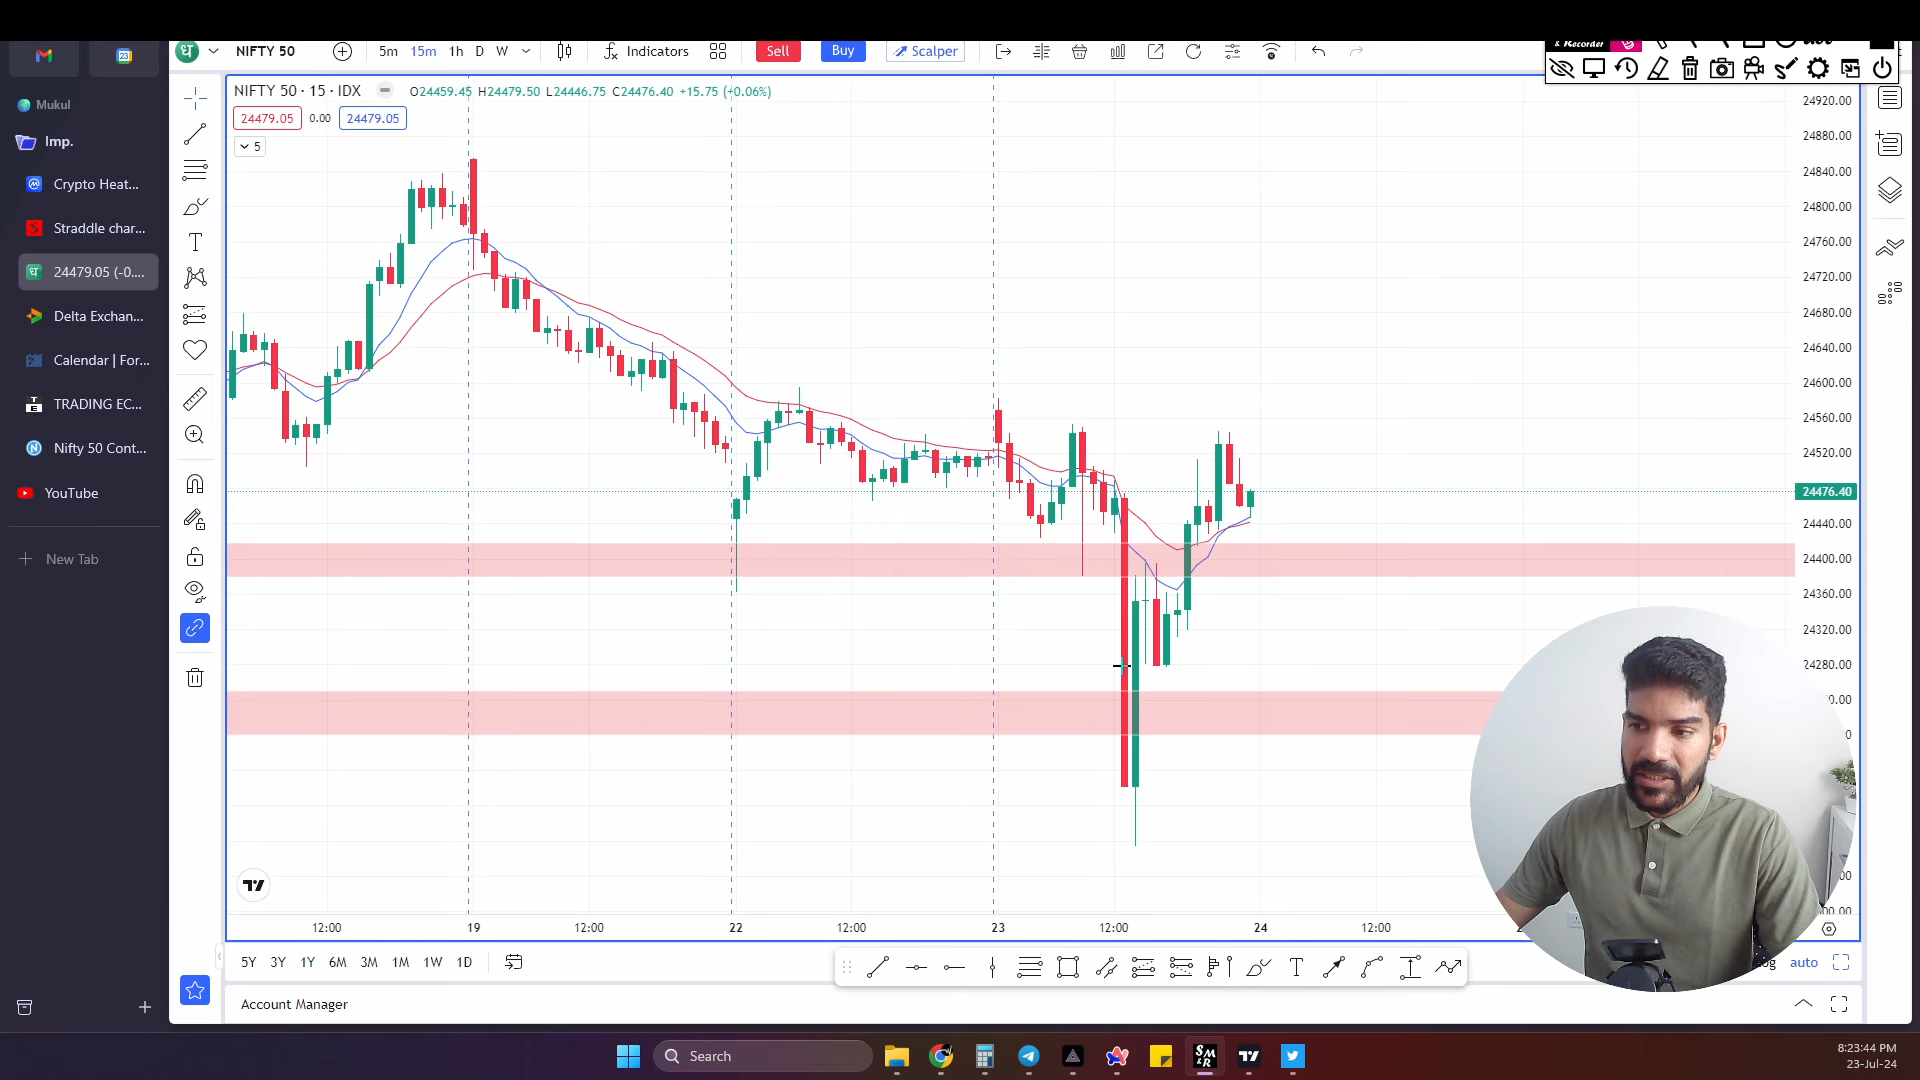 NIFTY 50
5m 15m 1h D W
Indicators
Sell
Buy
Scalper
Recorder
NIFTY 50 · 15 · IDX O24459.45 H24479.50 L24446.75 C24476.40 +15.75 (+0.06%)
24479.05 0.00 24479.05
5
Mukul
Imp.
Crypto Heat...
Straddle char...
24479.05 (-0....
Delta Exchan...
Calendar | For...
TRADING EC...
Nifty 50 Cont...
YouTube
New Tab
24920.00
24880.00
24840.00
24800.00
24760.00
24720.00
24680.00
24640.00
24600.00
24560.00
24520.00
24476.40
24440.00
24400.00
24360.00
24320.00
24280.00
12:00 19 12:00 22 12:00 23 12:00 24 12:00
5Y 3Y 1Y 6M 3M 1M 1W 1D
auto
Account Manager
Search
8:23:44 PM
23-Jul-24